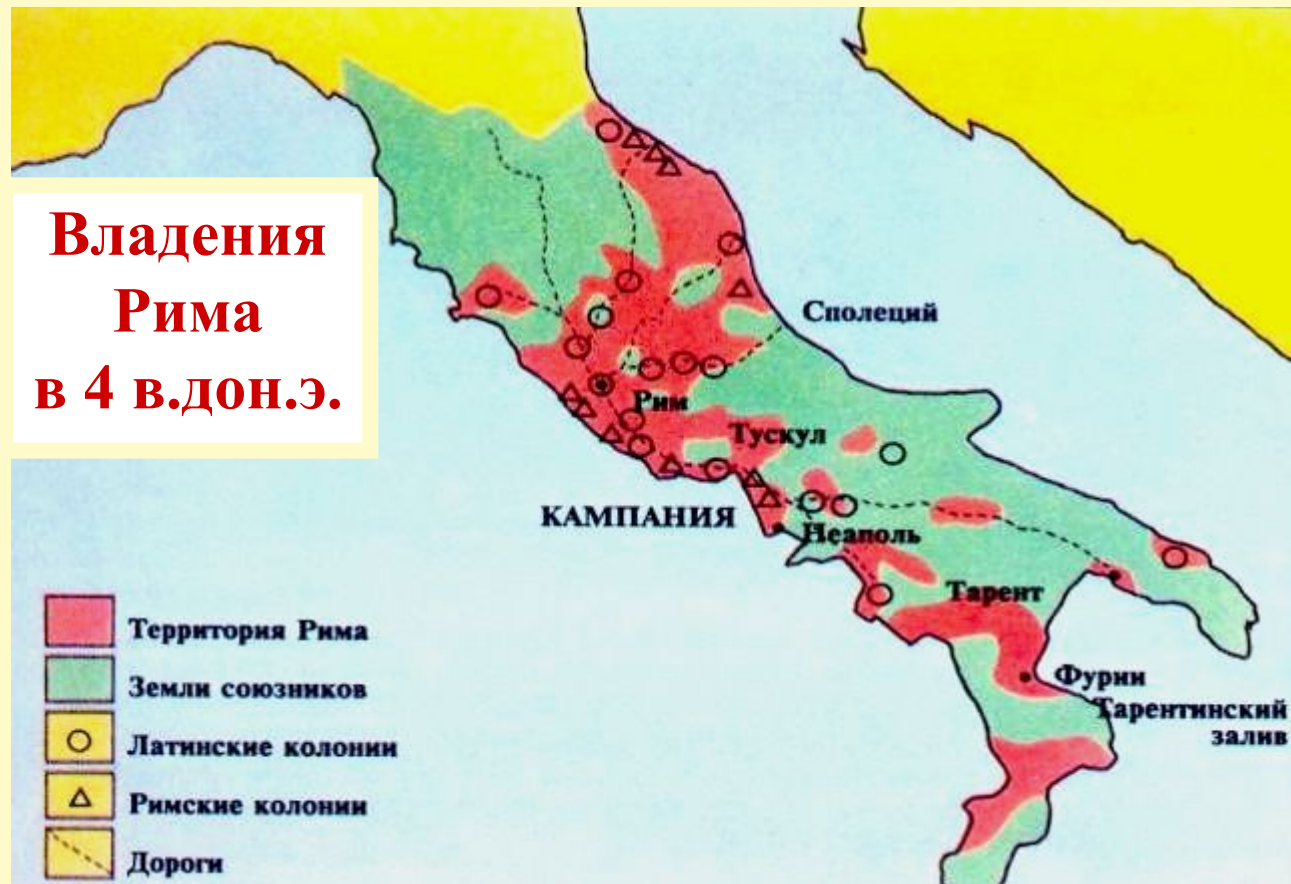 Владения
Рима
в 4 в.дон.э.
Сполеций
Рим
Тускул
КАМПАНИЯ
Неаполь
Тарент
Фурии
Тарентинский
залив
Территория Рима
Земли союзников
Латинские колонии
Римские колонии
Дороги